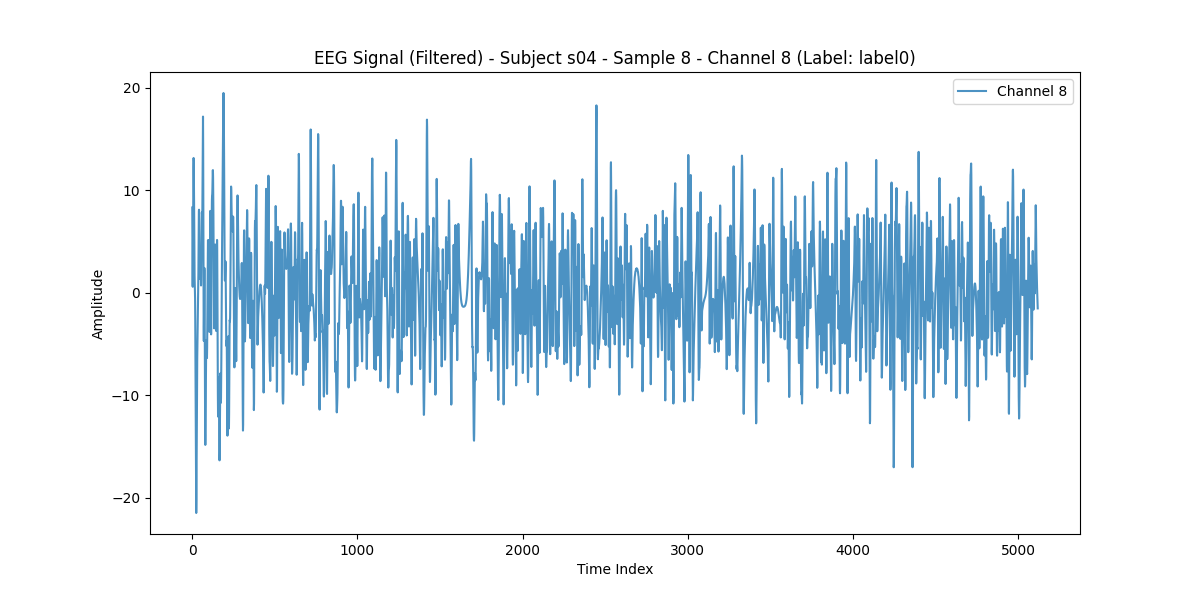 EEG Signal (Filtered) - Subject s04 - Sample 8 - Channel 8 (Label: label0)
Channel 8
20
10
0
−10
−20
Amplitude
0 1000 2000 3000 4000 5000
Time Index